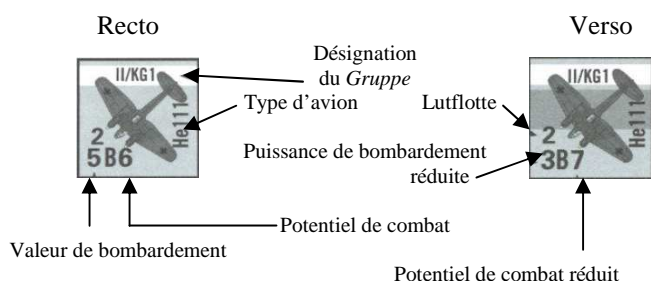 Recto
Verso
II/KG1
He111
2
5B6
Désignation
du Gruppe
Type d'avion
Lutflotte
Puissance de bombardement
réduite
II/KG1
He111
2
3B7
Potentiel de combat
Valeur de bombardement
Potentiel de combat réduit